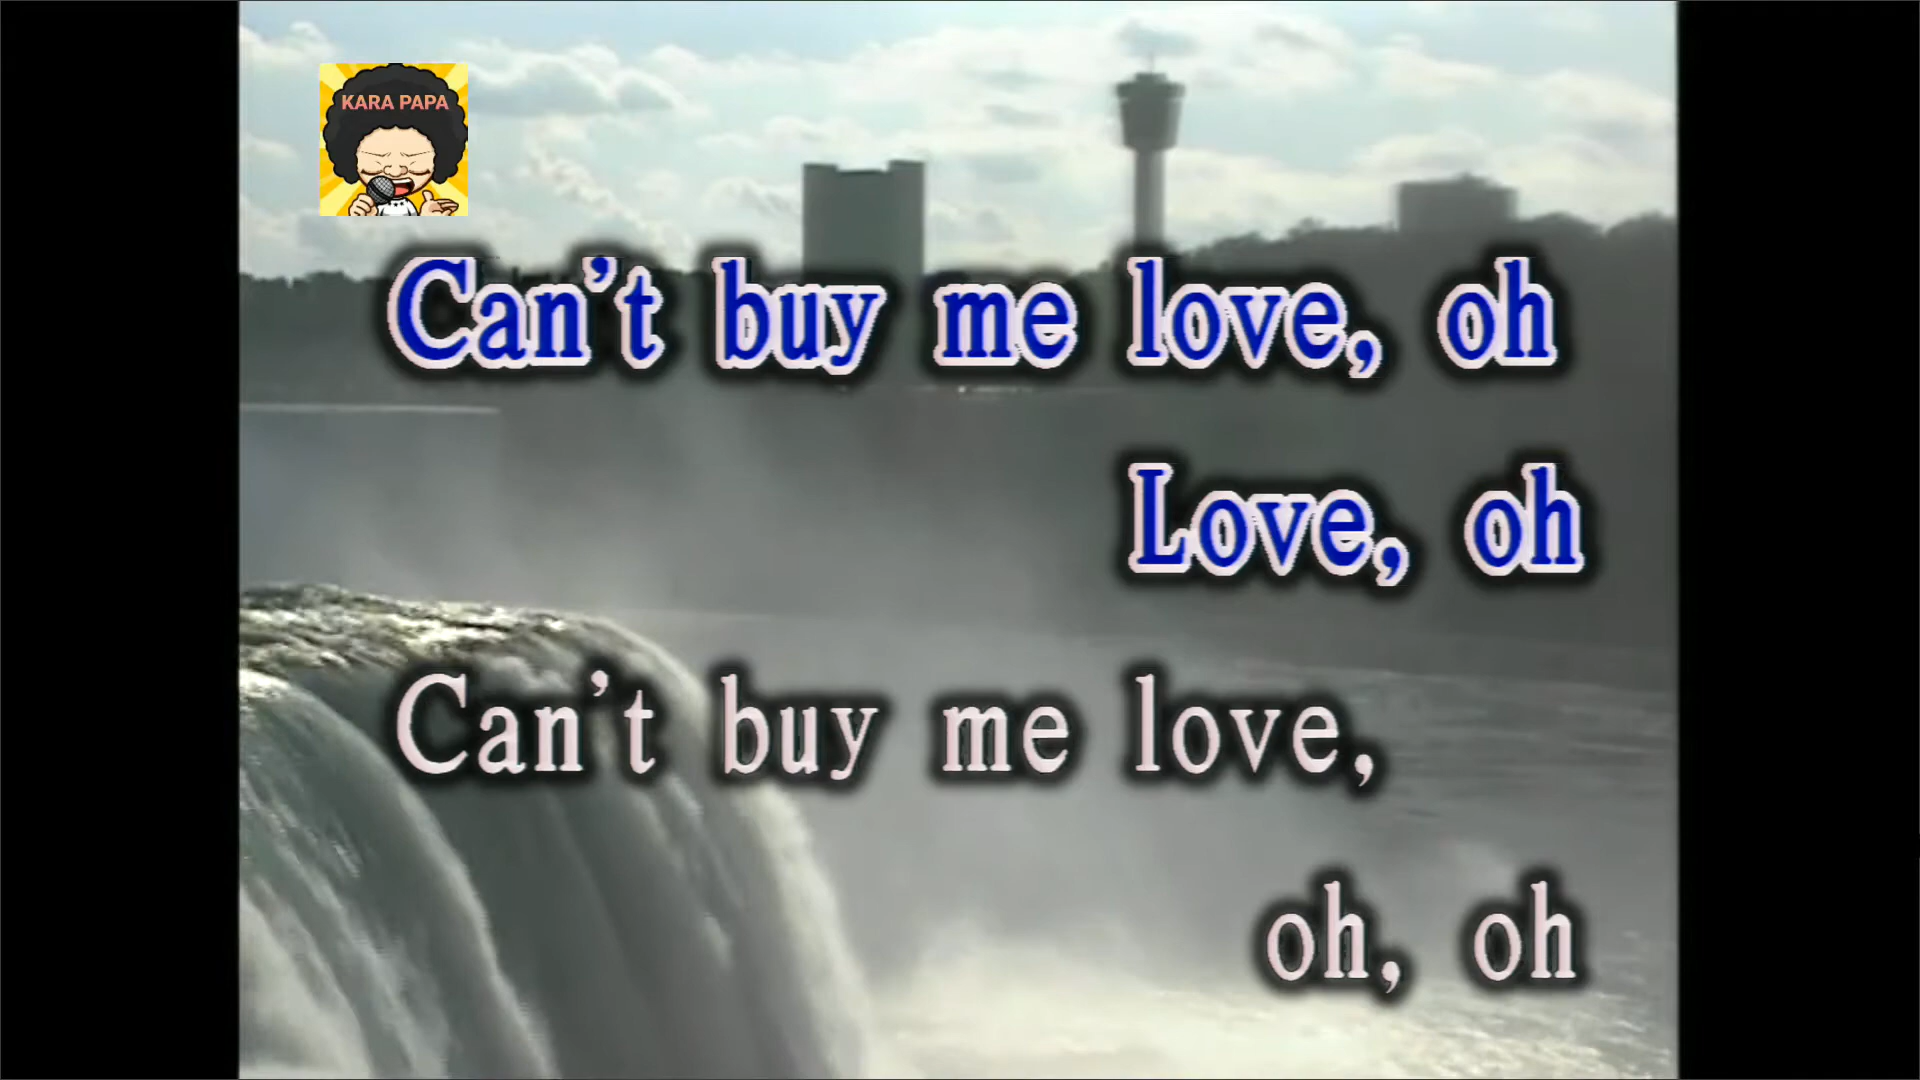 KARA PAPA
Can't buy me love, oh
Love, oh
Can't buy me love,
oh, oh